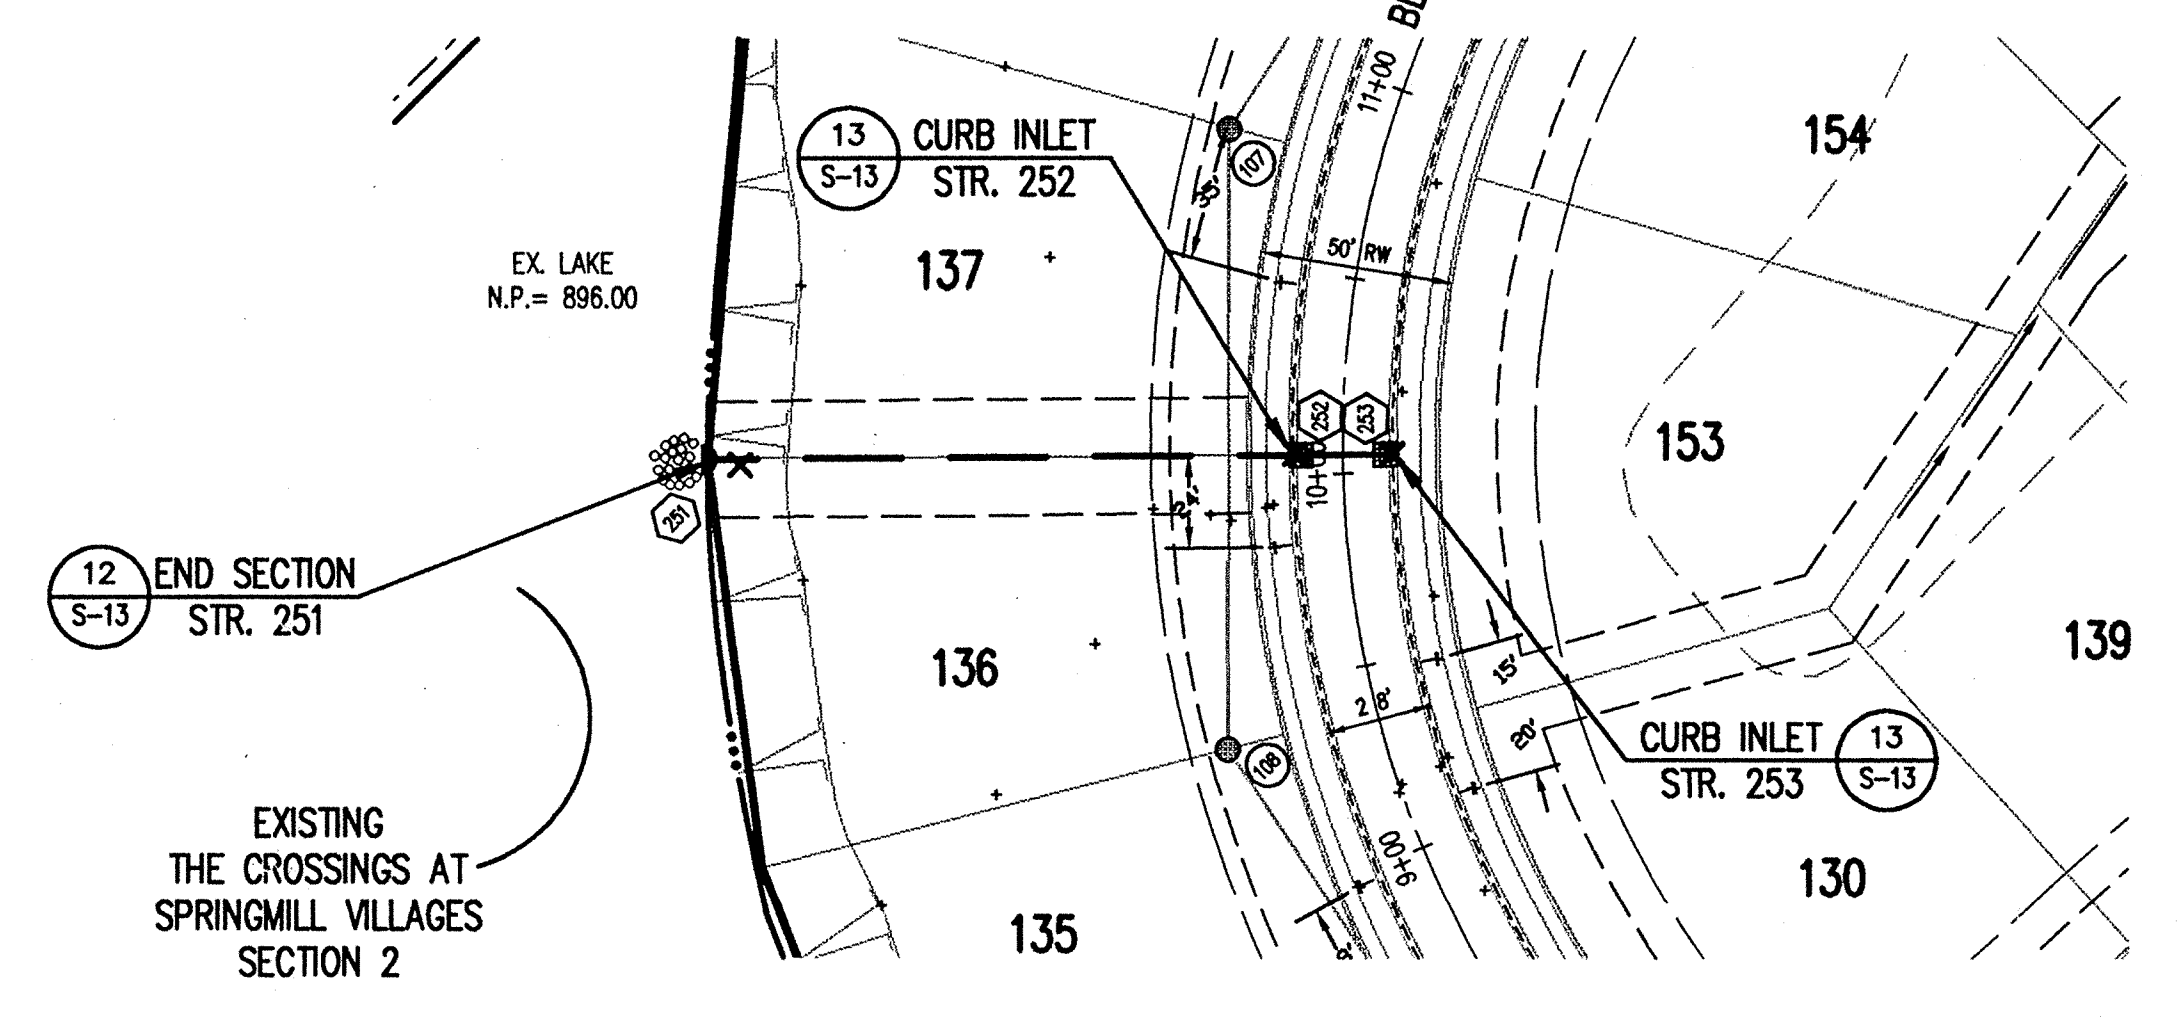 BL
11+00
154
13
S-13
CURB INLET
STR. 252
107
35'
50' RW
EX. LAKE
N.P.= 896.00
137
252
253
153
10+00
24'
251
12
S-13
END SECTION
STR. 251
136
139
15'
28'
20'
108
CURB INLET
STR. 253
13
S-13
EXISTING
THE CROSSINGS AT
SPRINGMILL VILLAGES
SECTION 2
9+00
130
135